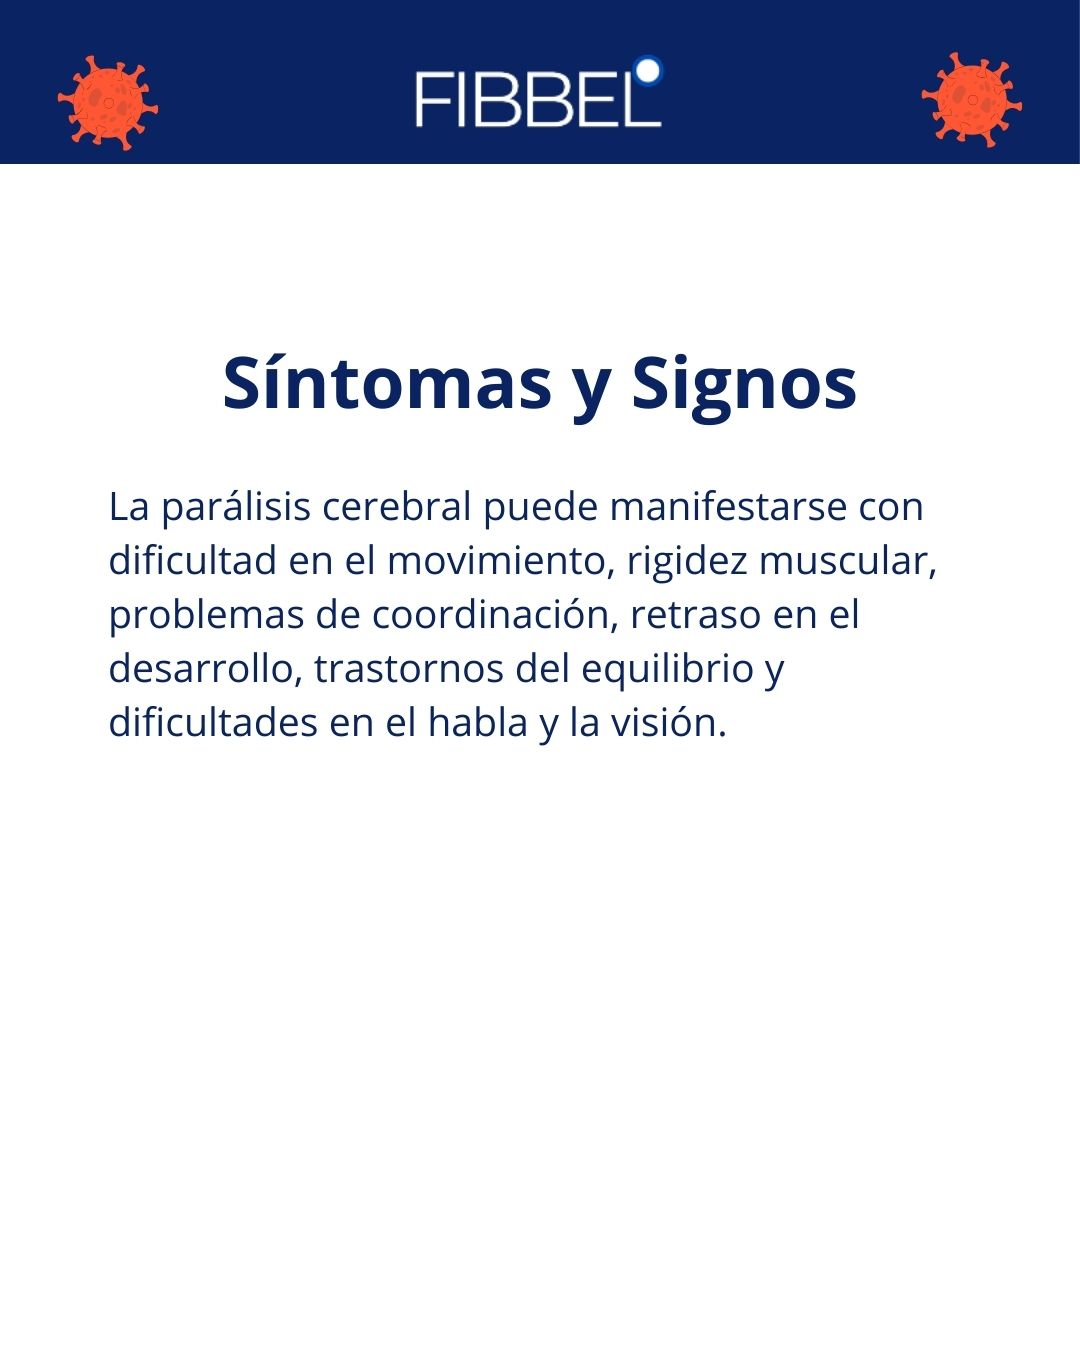 FIBBEL
Síntomas y Signos
La parálisis cerebral puede manifestarse con
dificultad en el movimiento, rigidez muscular,
problemas de coordinación, retraso en el
desarrollo, trastornos del equilibrio y
dificultades en el habla y la visión.